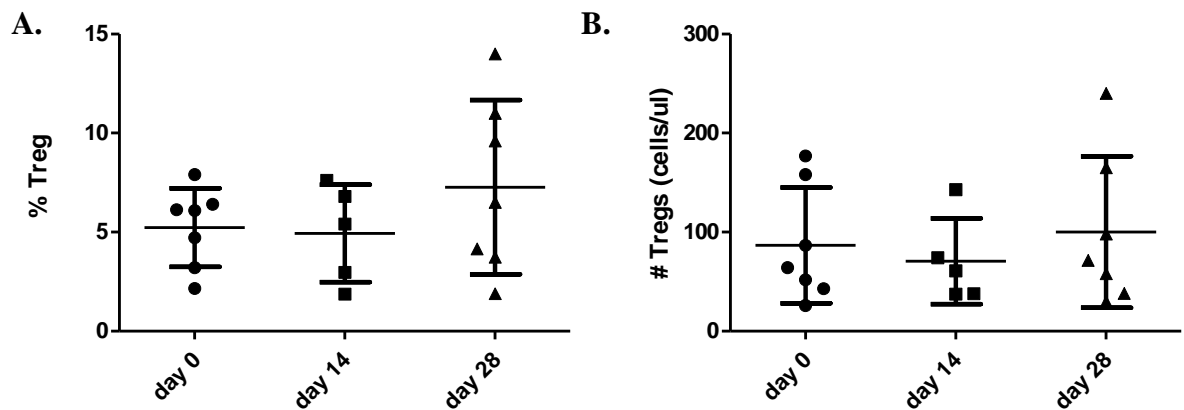 A.
% Treg
15
10
5
0
day 0
day 14
day 28
B.
# Tregs (cells/ul)
300
200
100
0
day 0
day 14
day 28